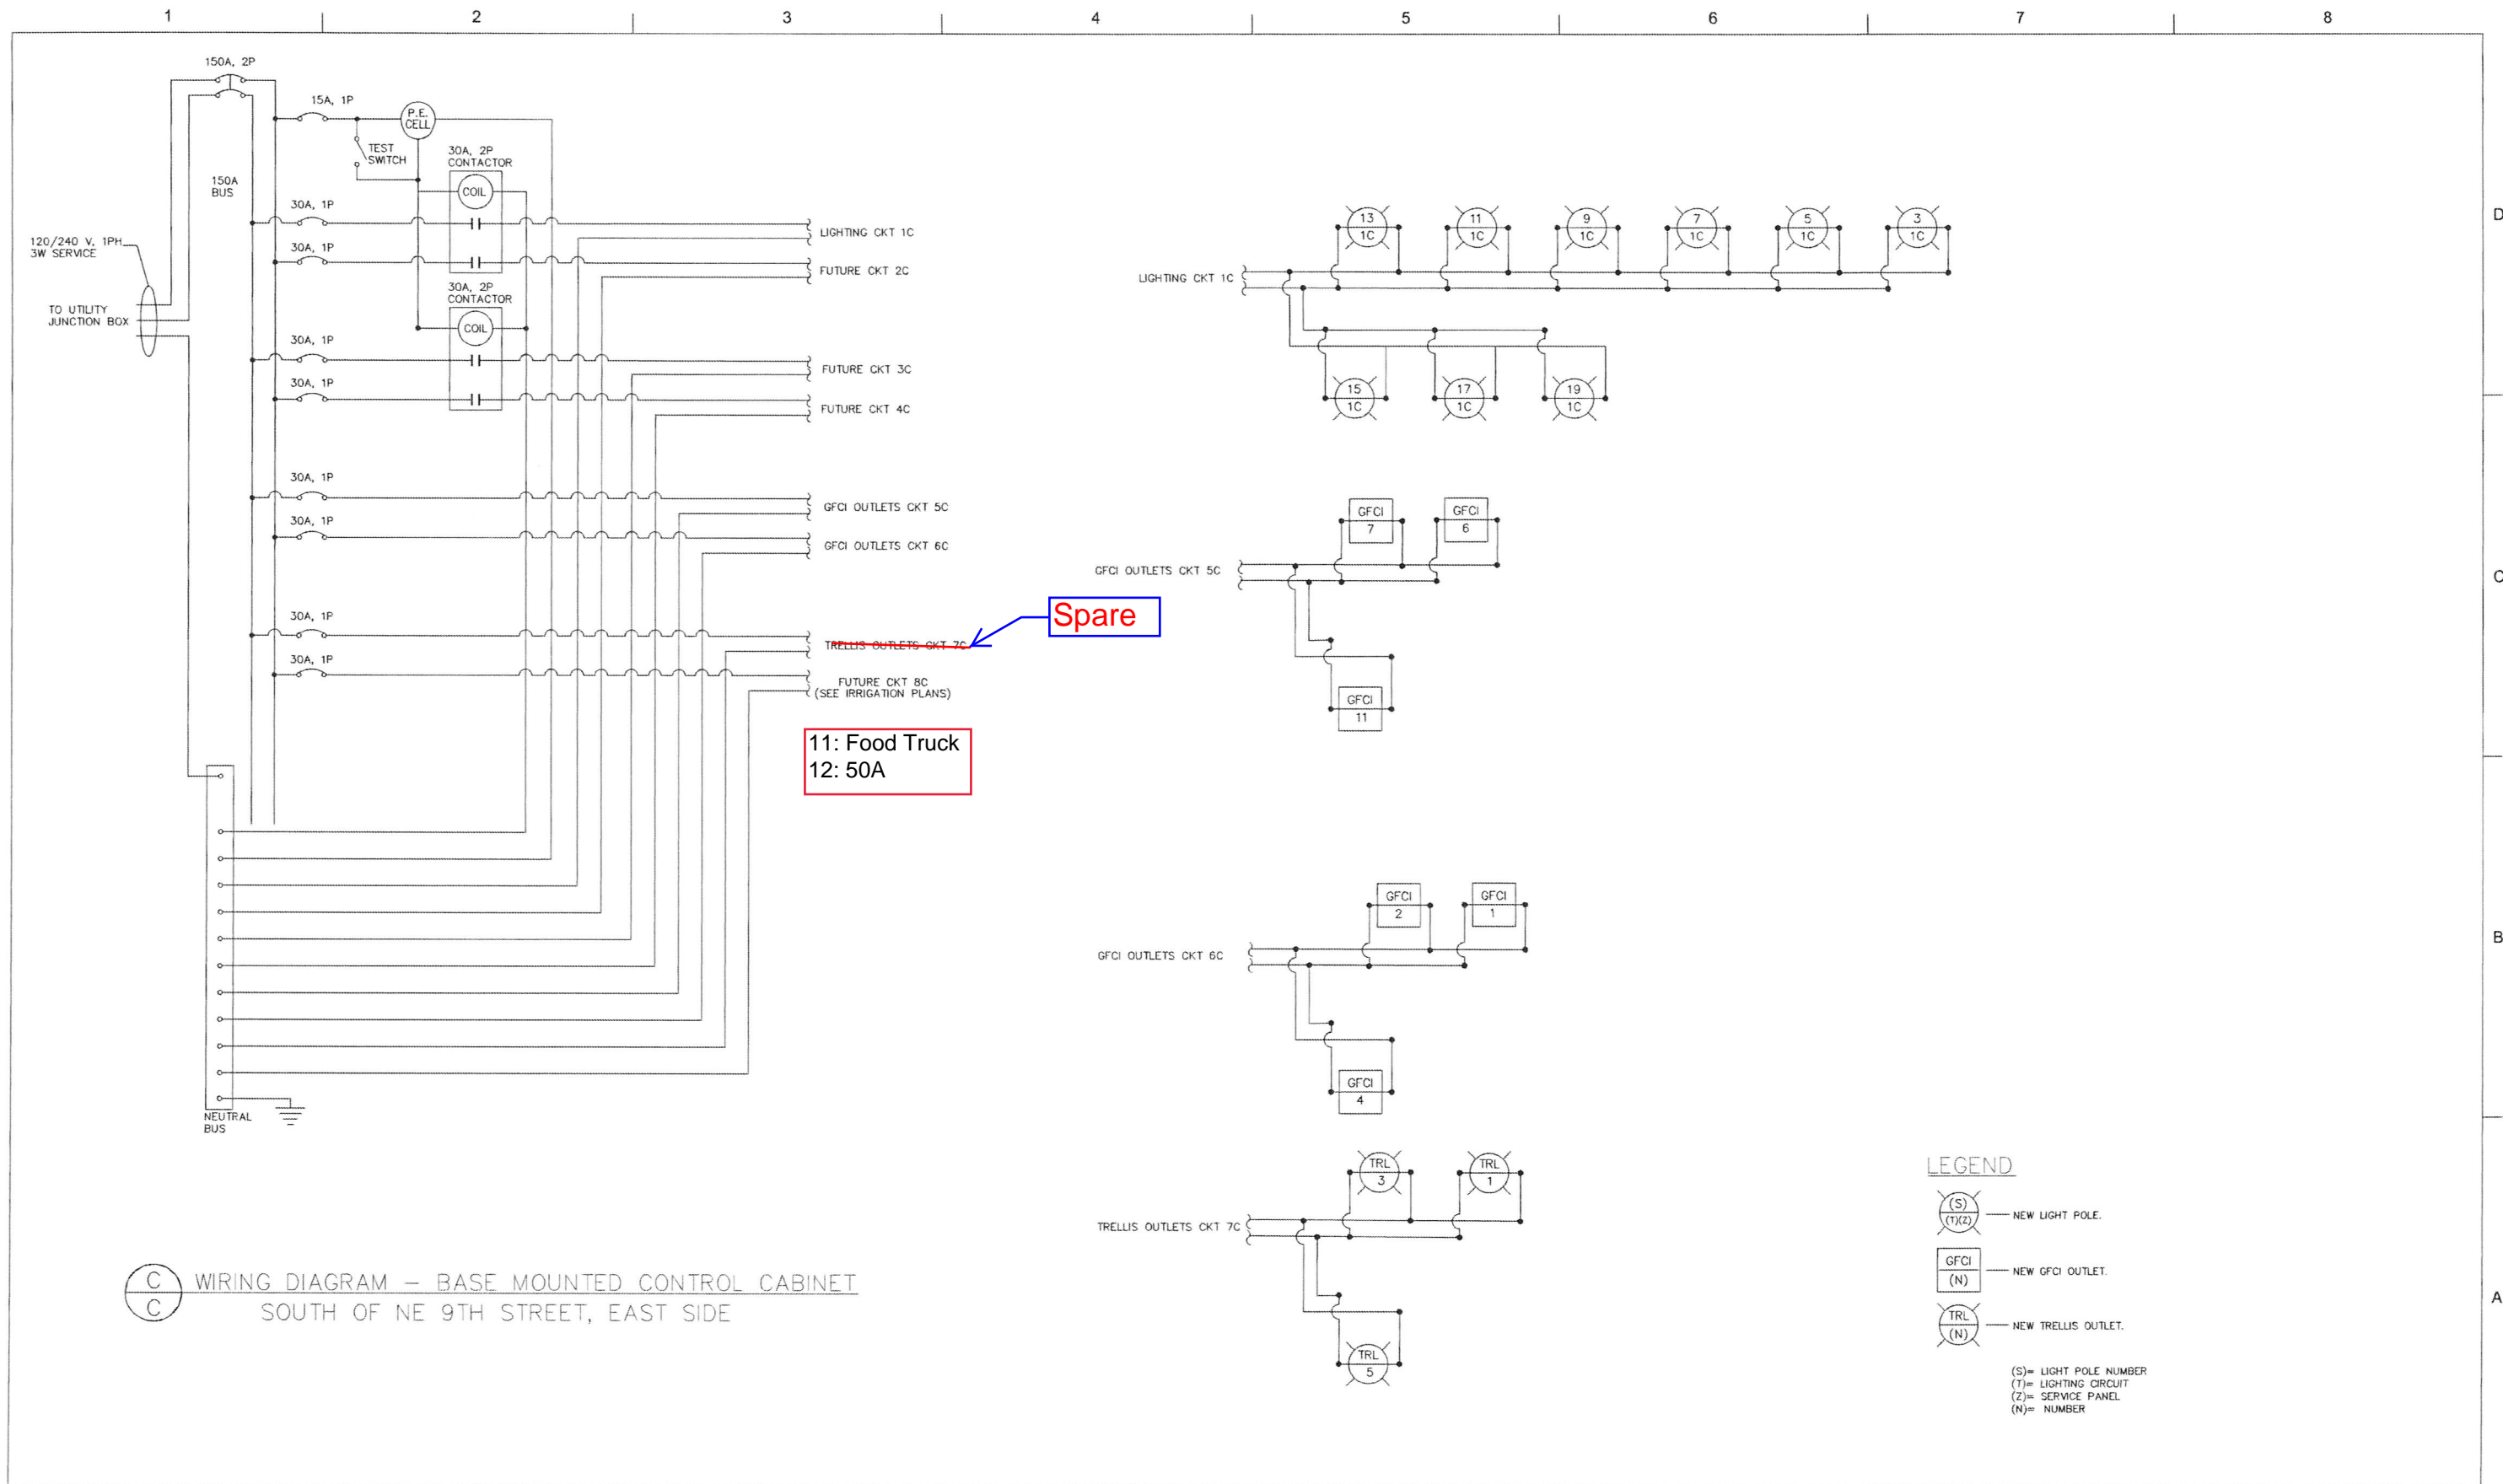 1 2 3 4 5 6 7 8
150A, 2P
15A, 1P
P.E.
CELL
TEST
SWITCH
30A, 2P
CONTACTOR
COIL
150A
BUS
30A, 1P
LIGHTING CKT 1C
120/240 V, 1PH
3W SERVICE
30A, 1P
FUTURE CKT 2C
TO UTILITY
JUNCTION BOX
30A, 2P
CONTACTOR
COIL
30A, 1P
FUTURE CKT 3C
30A, 1P
FUTURE CKT 4C
30A, 1P
GFCI OUTLETS CKT 5C
30A, 1P
GFCI OUTLETS CKT 6C
30A, 1P
TRELLIS OUTLETS CKT 7C
Spare
30A, 1P
FUTURE CKT 8C
(SEE IRRIGATION PLANS)
11: Food Truck
12: 50A
NEUTRAL
BUS
C
C
WIRING DIAGRAM – BASE MOUNTED CONTROL CABINET
SOUTH OF NE 9TH STREET, EAST SIDE
LIGHTING CKT 1C
13
1C
11
1C
9
1C
7
1C
5
1C
3
1C
15
1C
17
1C
19
1C
GFCI OUTLETS CKT 5C
GFCI
7
GFCI
6
GFCI
11
GFCI OUTLETS CKT 6C
GFCI
2
GFCI
1
GFCI
4
TRELLIS OUTLETS CKT 7C
TRL
3
TRL
1
TRL
5
LEGEND
(S)
(T)(Z)
NEW LIGHT POLE.
GFCI
(N)
NEW GFCI OUTLET.
TRL
(N)
NEW TRELLIS OUTLET.
(S)= LIGHT POLE NUMBER
(T)= LIGHTING CIRCUIT
(Z)= SERVICE PANEL
(N)= NUMBER
D
C
B
A